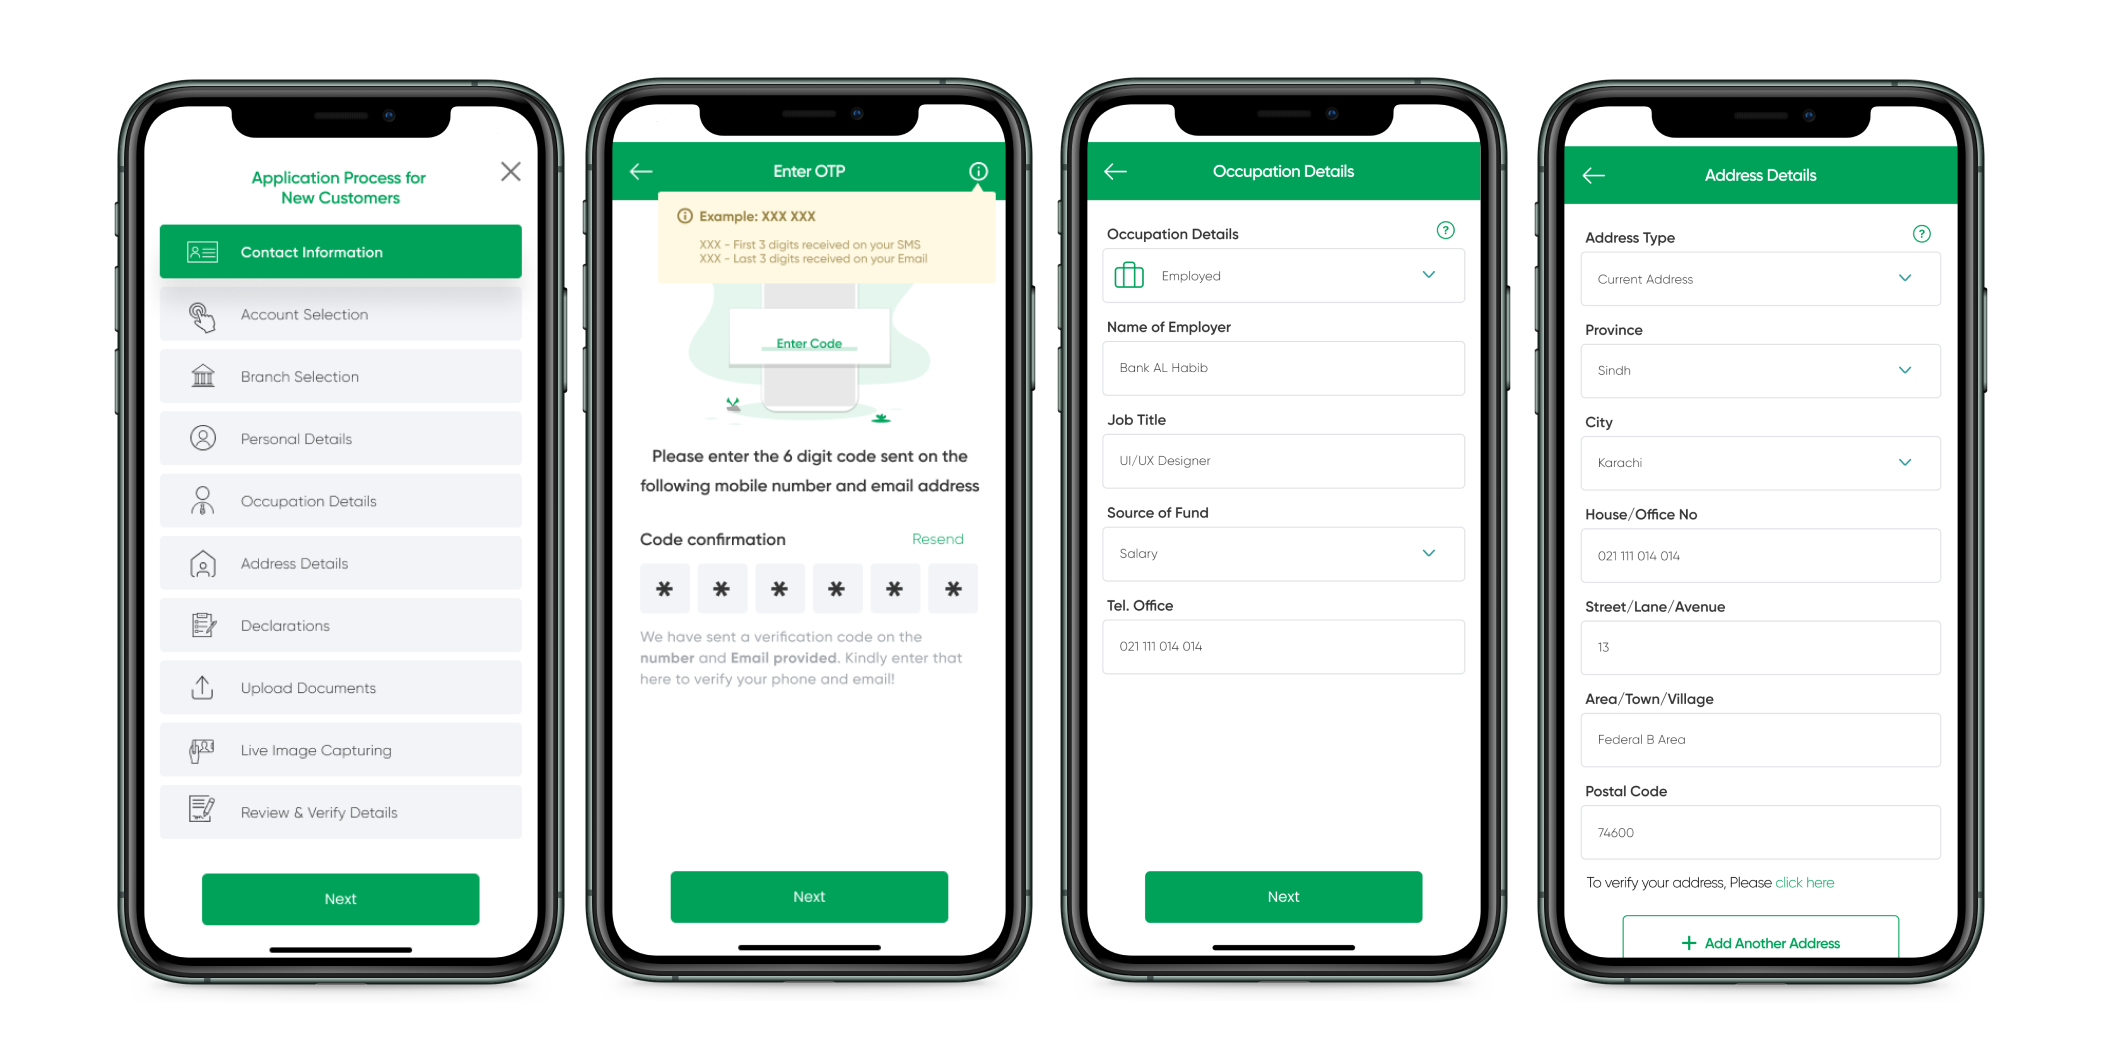 Application Process for
New Customers
Contact Information
Account Selection
Branch Selection
Personal Details
Occupation Details
Address Details
Declarations
Upload Documents
Live Image Capturing
Review & Verify Details
Next
Enter OTP
Example: XXX XXX
XXX - First 3 digits received on your SMS
XXX - Last 3 digits received on your Email
Enter Code
Please enter the 6 digit code sent on the
following mobile number and email address
Code confirmation
Resend
* * * * * *
We have sent a verification code on the
number and Email provided. Kindly enter that
here to verify your phone and email!
Next
Occupation Details
Occupation Details
?
Employed
Name of Employer
Bank AL Habib
Job Title
UI/UX Designer
Source of Fund
Salary
Tel. Office
021 111 014 014
Next
Address Details
Address Type
?
Current Address
Province
Sindh
City
Karachi
House/Office No
021 111 014 014
Street/Lane/Avenue
13
Area/Town/Village
Federal B Area
Postal Code
74600
To verify your address, Please click here
+ Add Another Address